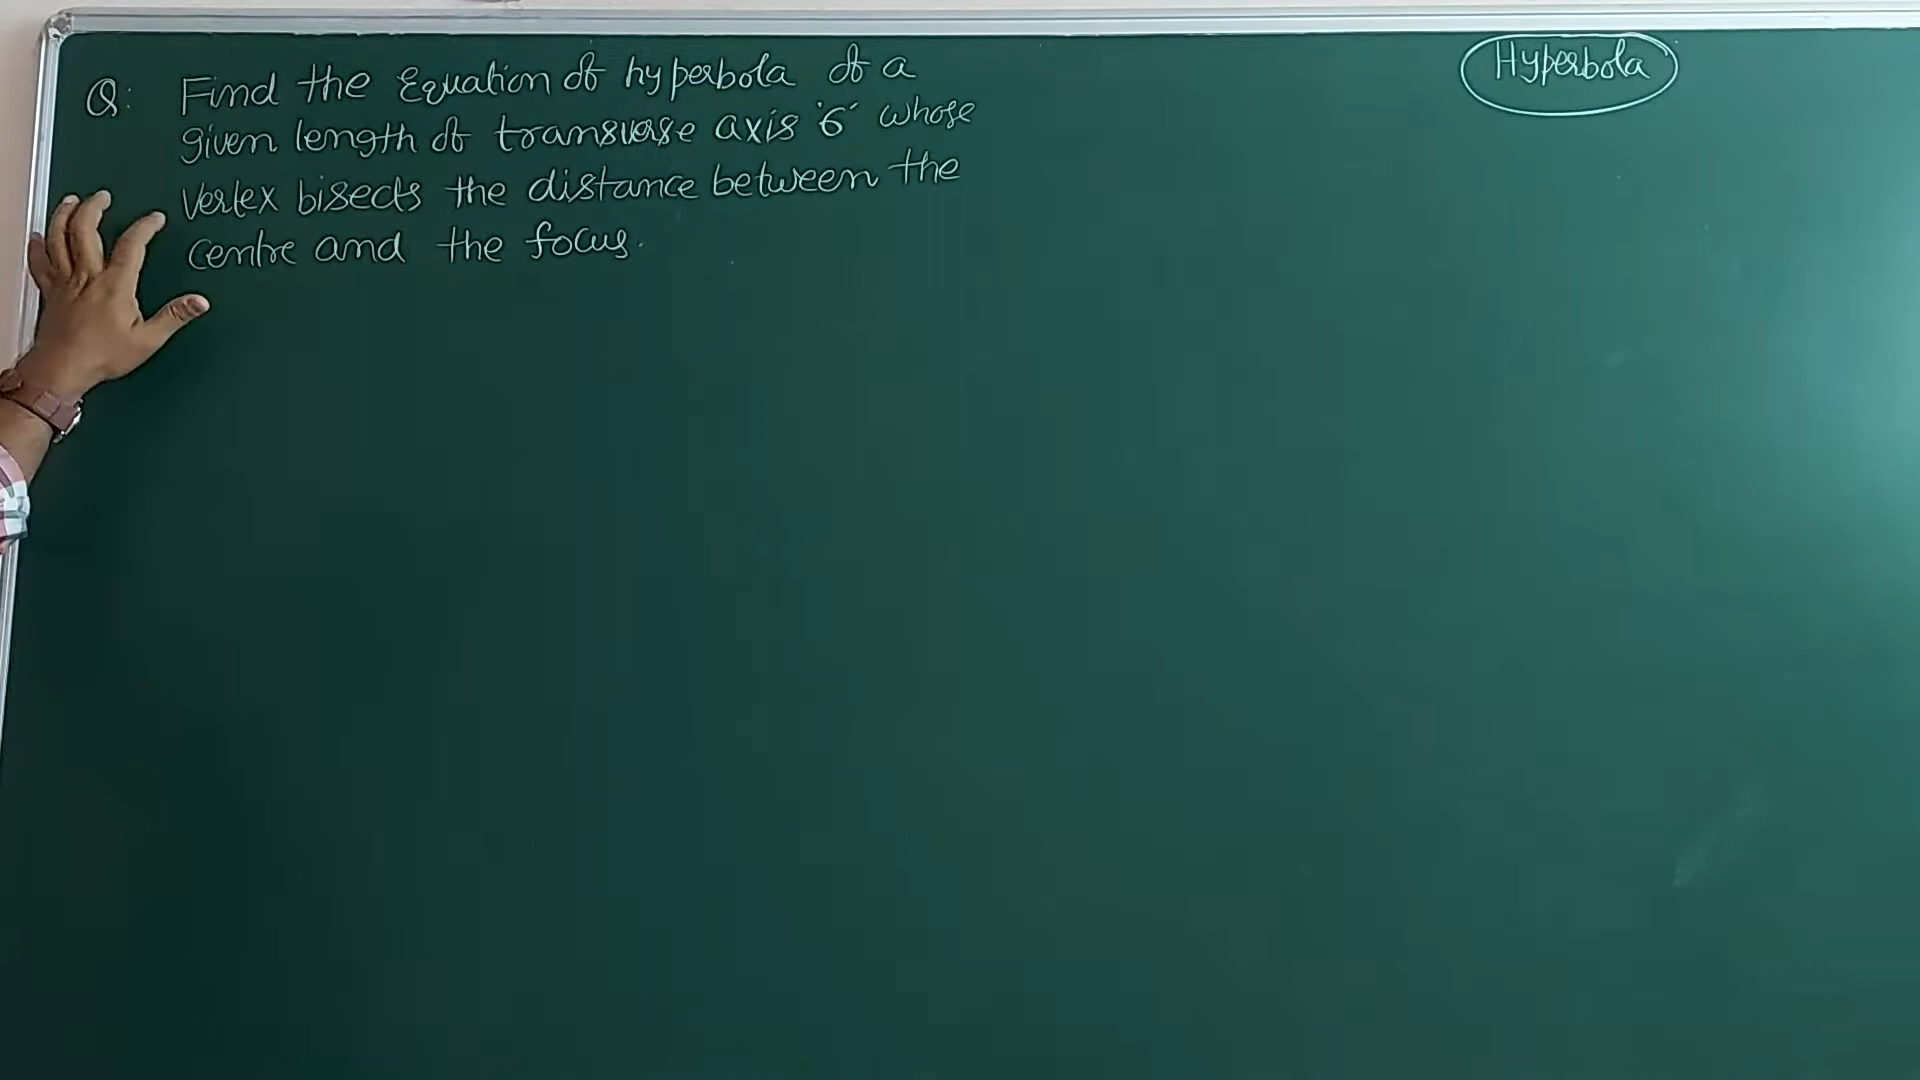 Hyperbola
Q: Find the Equation of hyperbola of a
given length of transverse axis '6' whose
vertex bisects the distance between the
centre and the focus.